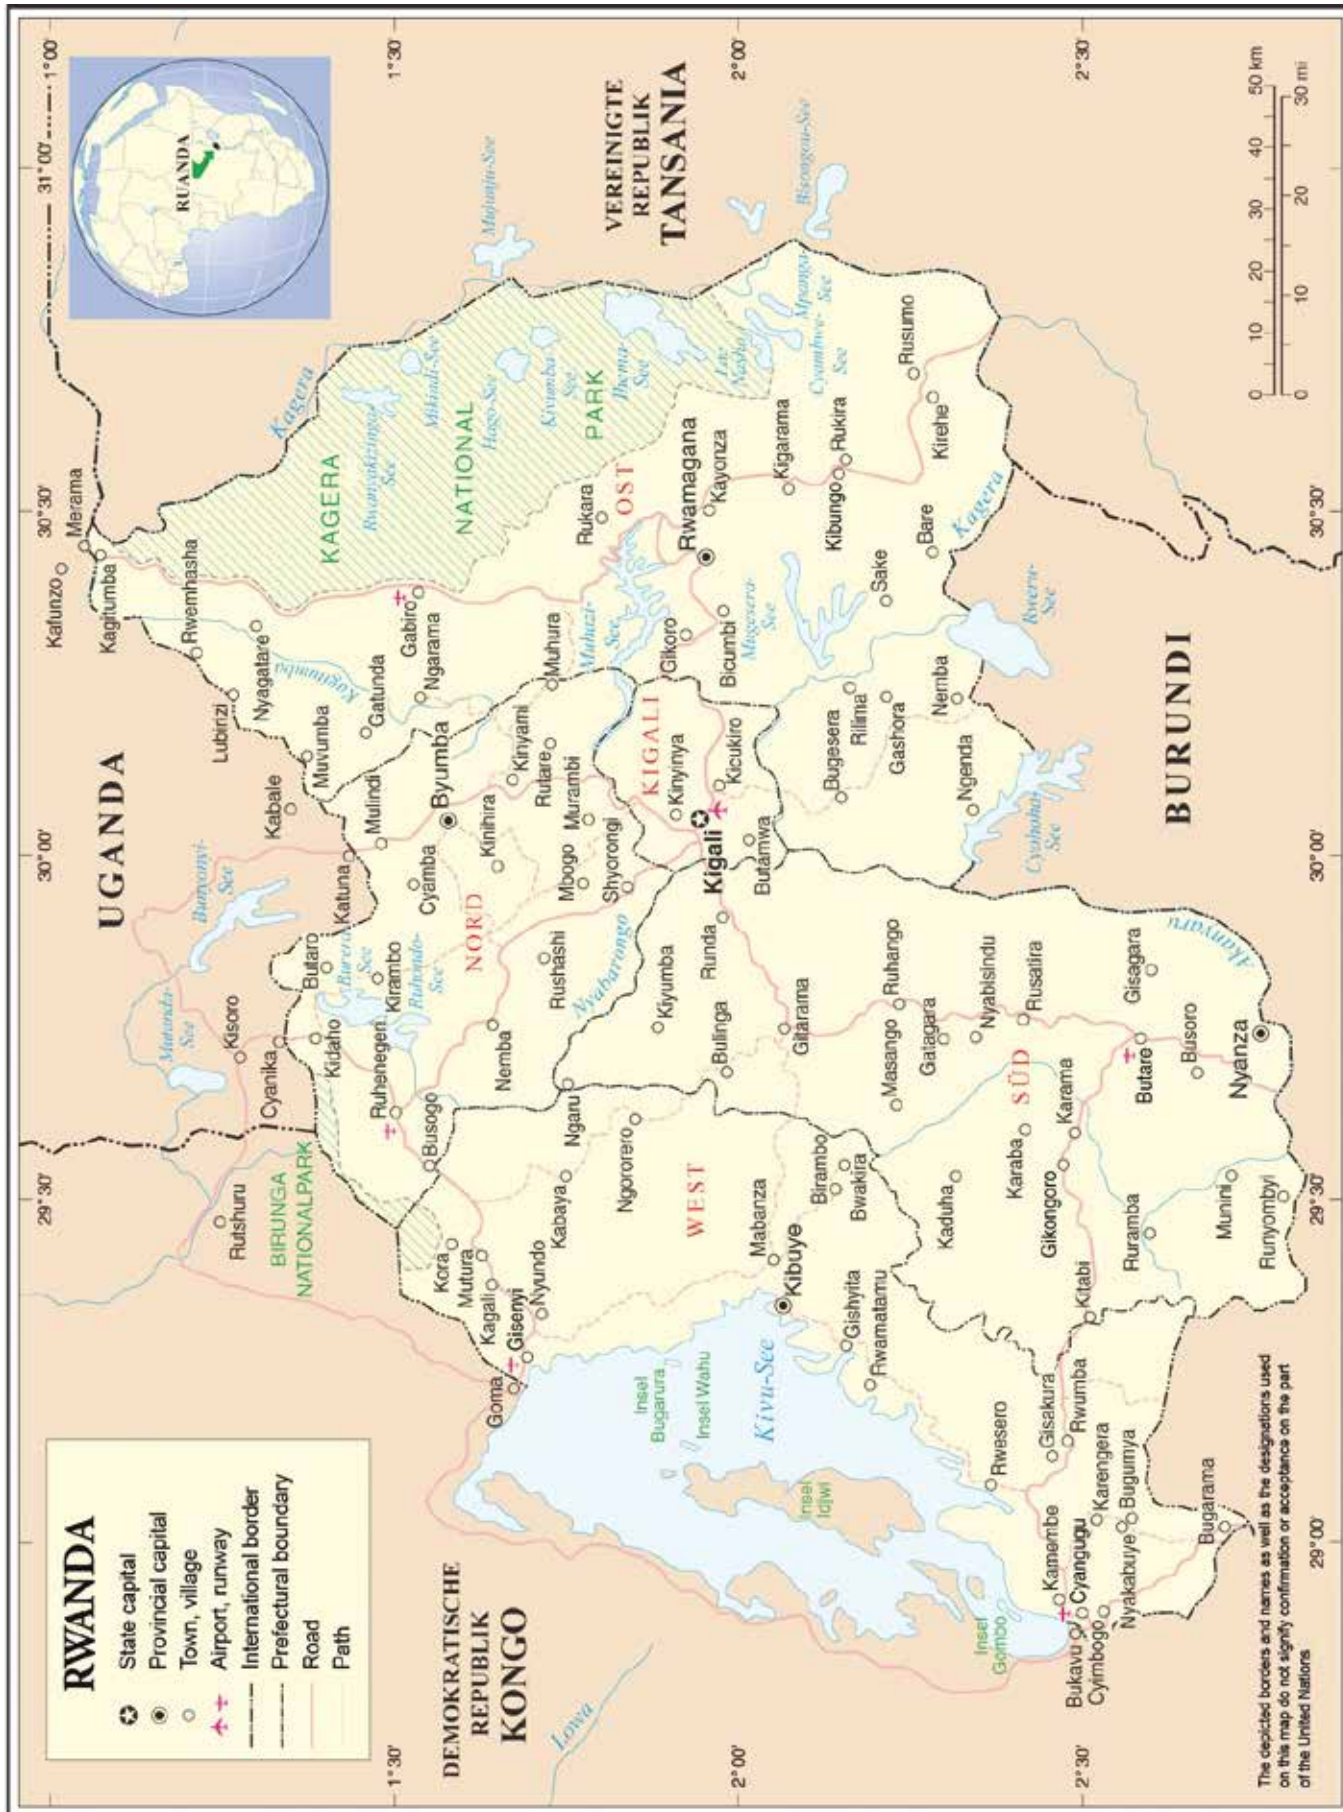 RWANDA
State capital
Provincial capital
Town, village
Airport, runway
International border
Prefectural boundary
Road
Path
29°30'
30°00'
30°30'
31°00'
1°00'
1°30'
2°00'
2°30'
1°30'
2°00'
2°30'
29°00'
29°30'
RUANDA
UGANDA
VEREINIGTE
REPUBLIK
TANSANIA
BURUNDI
DEMOKRATISCHE
REPUBLIK
KONGO
Lowa
BIRUNGA
NATIONALPARK
Rutshuru
Mutanda-
See
Kisoro
Cyanika
Bunyonyi-
See
Kabale
Katuna
Lubirizi
Kafunzo
Merama
Kagitumba
Rwemhasha
Nyagatare
Kagitumba
Muvumba
Gatunda
Gabiro
Ngarama
Kagera
KAGERA
NATIONAL
PARK
Rwanyakizinga-
See
Mikindi-See
Hago-See
Kivumba-
See
Ihema-
See
Mujunju-See
Bisongou-See
Mpanga-
See
Cyambwe-
See
Lac
Nasho
NORD
Butaro
Burera-
See
Kidaho
Kirambo
Ruhondo-
See
Ruhenegeri
Busogo
Nemba
Mulindi
Byumba
Cyamba
Kinihira
Kinyami
Rutare
Murambi
Mbogo
Shyorongi
Rushashi
Nyabarongo
Muhura
Muhazi-
See
Rukara
OST
Rwamagana
Kayonza
Gikoro
Bicumbi
Mugesera-
See
Kigarama
Kibungo
Rukira
Rusumo
Kirehe
Sake
Bare
Kagera
Rweru-
See
KIGALI
Kinyinya
Kigali
Kicukiro
Butamwa
Bugesera
Rilima
Gashora
Nemba
Ngenda
Cyohoha-
See
Goma
Gisenyi
Kagali
Mutura
Kora
Nyundo
Kabaya
Ngaru
Ngororero
WEST
Mabanza
Kibuye
Birambo
Bwakira
Gishyita
Rwamatamu
Kivu-See
Insel
Bugarura
Insel Wahu
Insel
Idjwi
Insel
Gombo
Rwesero
Gisakura
Rwumba
Karengera
Bugumya
Nyakabuye
Bugarama
Kamembe
Cyangugu
Bukavu
Cyimbogo
Kiyumba
Runda
Bulinga
Gitarama
Masango
Ruhango
Gatagara
Nyabisindu
SÜD
Rusatira
Gisagara
Akanyaru
Karaba
Karama
Kaduha
Gikongoro
Kitabi
Ruramba
Butare
Busoro
Nyanza
Munini
Runyombyi
0 10 20 30 40 50 km
0 10 20 30 mi
The depicted borders and names as well as the designations used
on this map do not signify confirmation or acceptance on the part
of the United Nations